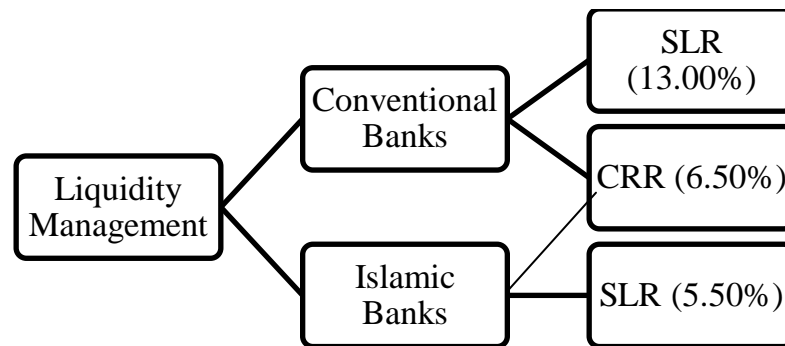 Liquidity
Management
Conventional
Banks
Islamic
Banks
SLR
(13.00%)
CRR (6.50%)
SLR (5.50%)